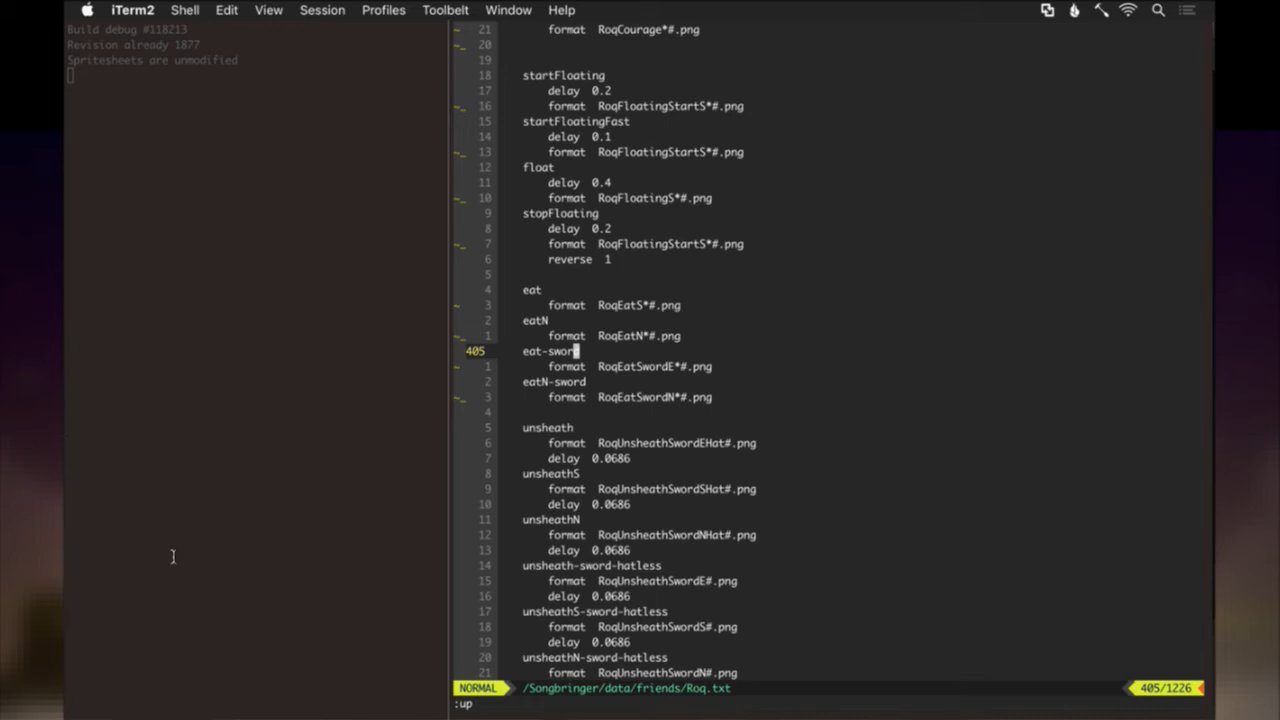 iTerm2 Shell Edit View Session Profiles Toolbelt Window Help
Build debug #118213
Revision already 1877
Spritesheets are unmodified
21 format RoqCourage*#.png
20
19
18 startFloating
17 delay 0.2
16 format RoqFloatingStartS*#.png
15 startFloatingFast
14 delay 0.1
13 format RoqFloatingStartS*#.png
12 float
11 delay 0.4
10 format RoqFloatingS*#.png
9 stopFloating
8 delay 0.2
7 format RoqFloatingStartS*#.png
6 reverse 1
5
4 eat
3 format RoqEatS*#.png
2 eatN
1 format RoqEatN*#.png
405 eat-sword
1 format RoqEatSwordE*#.png
2 eatN-sword
3 format RoqEatSwordN*#.png
4
5 unsheath
6 format RoqUnsheathSwordEHat#.png
7 delay 0.0686
8 unsheathS
9 format RoqUnsheathSwordSHat#.png
10 delay 0.0686
11 unsheathN
12 format RoqUnsheathSwordNHat#.png
13 delay 0.0686
14 unsheath-sword-hatless
15 format RoqUnsheathSwordE#.png
16 delay 0.0686
17 unsheathS-sword-hatless
18 format RoqUnsheathSwordS#.png
19 delay 0.0686
20 unsheathN-sword-hatless
21 format RoqUnsheathSwordN#.png
NORMAL /Songbringer/data/friends/Roq.txt 405/1226
:up